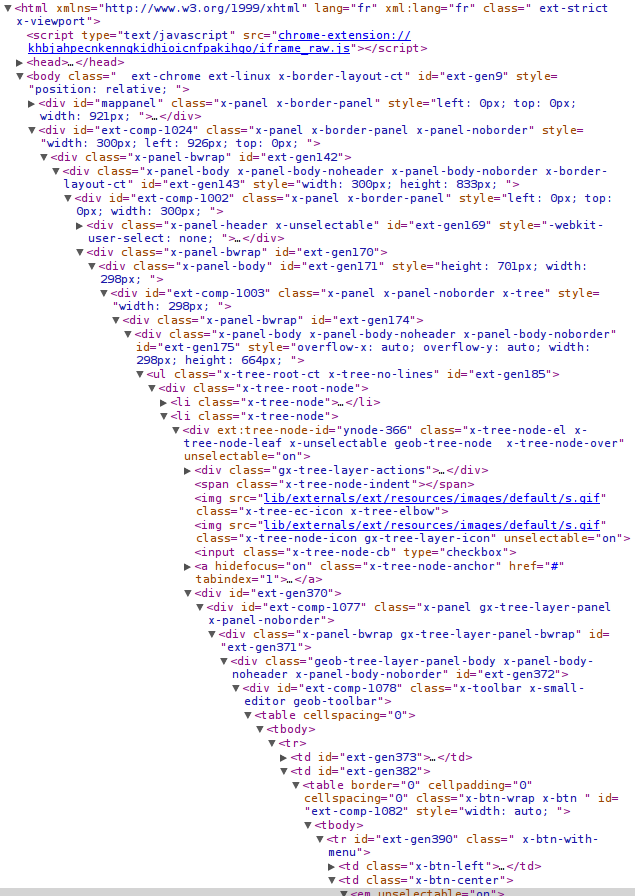 ▼<html xmlns="http://www.w3.org/1999/xhtml" lang="fr" xml:lang="fr" class=" ext-strict
x-viewport">
<script type="text/javascript" src="chrome-extension://
khbjahpecnkennqkidhioicnfpakihgo/iframe_raw.js"></script>
▶<head>…</head>
▼<body class="  ext-chrome ext-linux x-border-layout-ct" id="ext-gen9" style=
"position: relative; ">
▶<div id="mappanel" class="x-panel x-border-panel" style="left: 0px; top: 0px;
width: 921px; ">…</div>
▼<div id="ext-comp-1024" class="x-panel x-border-panel x-panel-noborder" style=
"width: 300px; left: 926px; top: 0px; ">
▼<div class="x-panel-bwrap" id="ext-gen142">
▼<div class="x-panel-body x-panel-body-noheader x-panel-body-noborder x-border-
layout-ct" id="ext-gen143" style="width: 300px; height: 833px; ">
▼<div id="ext-comp-1002" class="x-panel x-border-panel" style="left: 0px; top:
0px; width: 300px; ">
▶<div class="x-panel-header x-unselectable" id="ext-gen169" style="-webkit-
user-select: none; ">…</div>
▼<div class="x-panel-bwrap" id="ext-gen170">
▼<div class="x-panel-body" id="ext-gen171" style="height: 701px; width:
298px; ">
▼<div id="ext-comp-1003" class="x-panel x-panel-noborder x-tree" style=
"width: 298px; ">
▼<div class="x-panel-bwrap" id="ext-gen174">
▼<div class="x-panel-body x-panel-body-noheader x-panel-body-noborder"
id="ext-gen175" style="overflow-x: auto; overflow-y: auto; width:
298px; height: 664px; ">
▼<ul class="x-tree-root-ct x-tree-no-lines" id="ext-gen185">
▼<div class="x-tree-root-node">
▶<li class="x-tree-node">…</li>
▼<li class="x-tree-node">
▼<div ext:tree-node-id="ynode-366" class="x-tree-node-el x-
tree-node-leaf x-unselectable geob-tree-node  x-tree-node-over"
unselectable="on">
▶<div class="gx-tree-layer-actions">…</div>
<span class="x-tree-node-indent"></span>
<img src="lib/externals/ext/resources/images/default/s.gif"
class="x-tree-ec-icon x-tree-elbow">
<img src="lib/externals/ext/resources/images/default/s.gif"
class="x-tree-node-icon gx-tree-layer-icon" unselectable="on">
<input class="x-tree-node-cb" type="checkbox">
▶<a hidefocus="on" class="x-tree-node-anchor" href="#"
tabindex="1">…</a>
▼<div id="ext-gen370">
▼<div id="ext-comp-1077" class="x-panel gx-tree-layer-panel
x-panel-noborder">
▼<div class="x-panel-bwrap gx-tree-layer-panel-bwrap" id=
"ext-gen371">
▼<div class="geob-tree-layer-panel-body x-panel-body-
noheader x-panel-body-noborder" id="ext-gen372">
▼<div id="ext-comp-1078" class="x-toolbar x-small-
editor geob-toolbar">
▼<table cellspacing="0">
▼<tbody>
▼<tr>
▶<td id="ext-gen373">…</td>
▼<td id="ext-gen382">
▼<table border="0" cellpadding="0"
cellspacing="0" class="x-btn-wrap x-btn " id=
"ext-comp-1082" style="width: auto; ">
▼<tbody>
▼<tr id="ext-gen390" class=" x-btn-with-
menu">
▶<td class="x-btn-left">…</td>
▼<td class="x-btn-center">
▼<em unselectable="on">